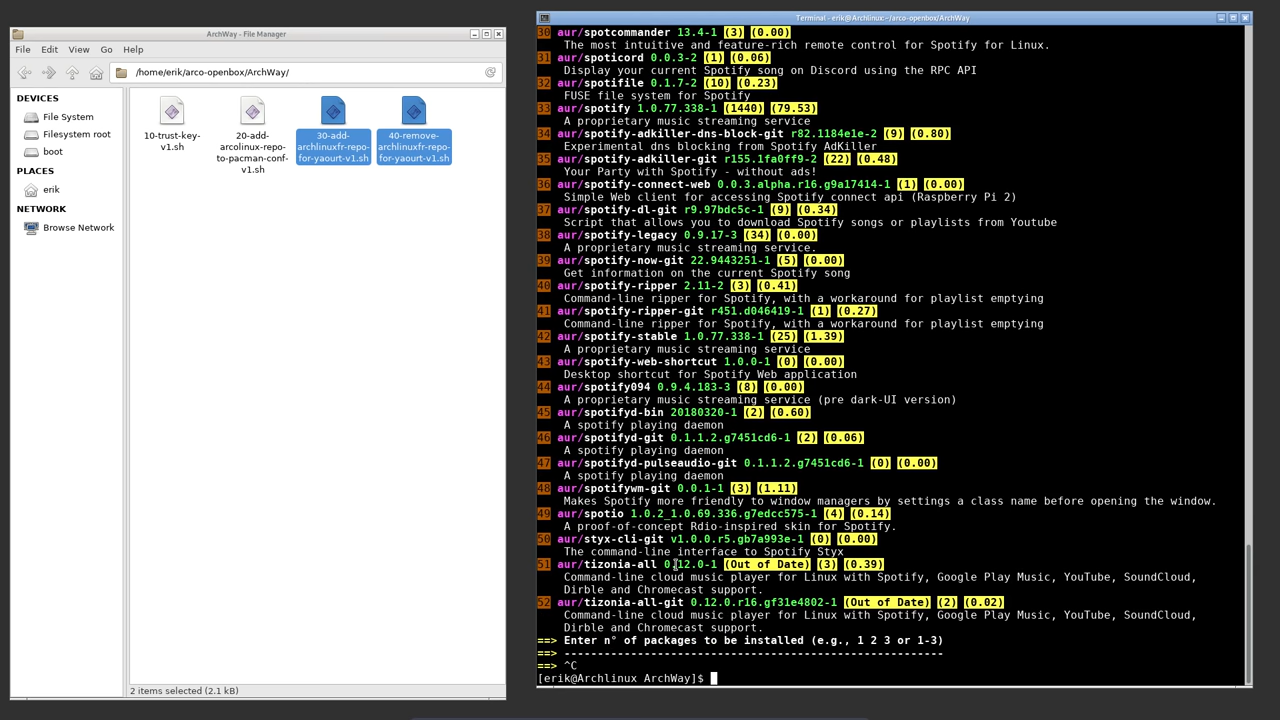 ArchWay - File Manager
File Edit View Go Help
/home/erik/arco-openbox/ArchWay/
DEVICES
File System
Filesystem root
boot
PLACES
erik
NETWORK
Browse Network
10-trust-key-
v1.sh
20-add-
arcolinux-repo-
to-pacman-conf-
v1.sh
30-add-
archlinuxfr-repo-
for-yaourt-v1.sh
40-remove-
archlinuxfr-repo-
for-yaourt-v1.sh
2 items selected (2.1 kB)
Terminal - erik@Archlinux:~/arco-openbox/ArchWay
30 aur/spotcommander 13.4-1 (3) (0.00)
The most intuitive and feature-rich remote control for Spotify for Linux.
31 aur/spoticord 0.0.3-2 (1) (0.06)
Display your current Spotify song on Discord using the RPC API
32 aur/spotifile 0.1.7-2 (10) (0.23)
FUSE file system for Spotify
33 aur/spotify 1.0.77.338-1 (1440) (79.53)
A proprietary music streaming service
34 aur/spotify-adkiller-dns-block-git r82.1184e1e-2 (9) (0.80)
Experimental dns blocking from Spotify AdKiller
35 aur/spotify-adkiller-git r155.1fa0ff9-2 (22) (0.48)
Your Party with Spotify - without ads!
36 aur/spotify-connect-web 0.0.3.alpha.r16.g9a17414-1 (1) (0.00)
Simple Web client for accessing Spotify connect api (Raspberry Pi 2)
37 aur/spotify-dl-git r9.97bdc5c-1 (9) (0.34)
Script that allows you to download Spotify songs or playlists from Youtube
38 aur/spotify-legacy 0.9.17-3 (34) (0.00)
A proprietary music streaming service.
39 aur/spotify-now-git 22.9443251-1 (5) (0.00)
Get information on the current Spotify song
40 aur/spotify-ripper 2.11-2 (3) (0.41)
Command-line ripper for Spotify, with a workaround for playlist emptying
41 aur/spotify-ripper-git r451.d046419-1 (1) (0.27)
Command-line ripper for Spotify, with a workaround for playlist emptying
42 aur/spotify-stable 1.0.77.338-1 (25) (1.39)
A proprietary music streaming service
43 aur/spotify-web-shortcut 1.0.0-1 (0) (0.00)
Desktop shortcut for Spotify Web application
44 aur/spotify094 0.9.4.183-3 (8) (0.00)
A proprietary music streaming service (pre dark-UI version)
45 aur/spotifyd-bin 20180320-1 (2) (0.60)
A spotify playing daemon
46 aur/spotifyd-git 0.1.1.2.g7451cd6-1 (2) (0.06)
A spotify playing daemon
47 aur/spotifyd-pulseaudio-git 0.1.1.2.g7451cd6-1 (0) (0.00)
A spotify playing daemon
48 aur/spotifywm-git 0.0.1-1 (3) (1.11)
Makes Spotify more friendly to window managers by settings a class name before opening the window.
49 aur/spotio 1.0.2_1.0.69.336.g7edcc575-1 (4) (0.14)
A proof-of-concept Rdio-inspired skin for Spotify.
50 aur/styx-cli-git v1.0.0.r5.gb7a993e-1 (0) (0.00)
The command-line interface to Spotify Styx
51 aur/tizonia-all 0.12.0-1 (Out of Date) (3) (0.39)
Command-line cloud music player for Linux with Spotify, Google Play Music, YouTube, SoundCloud,
Dirble and Chromecast support.
52 aur/tizonia-all-git 0.12.0.r16.gf31e4802-1 (Out of Date) (2) (0.02)
Command-line cloud music player for Linux with Spotify, Google Play Music, YouTube, SoundCloud,
Dirble and Chromecast support.
==> Enter n° of packages to be installed (e.g., 1 2 3 or 1-3)
==> ---------------------------------------------------------
==> ^C
[erik@Archlinux ArchWay]$